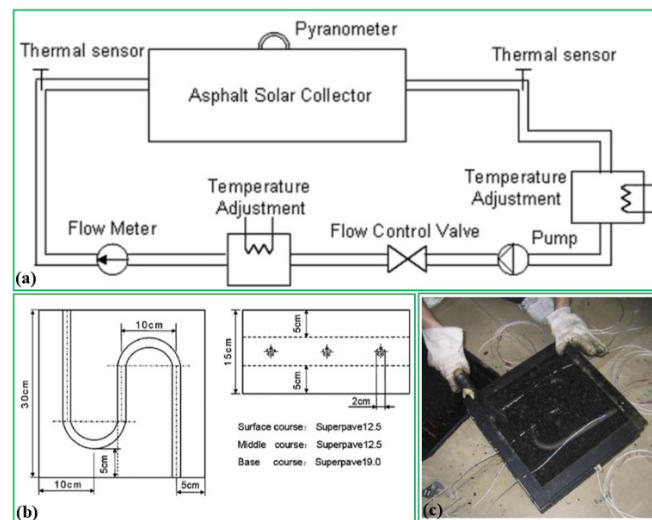 Pyranometer
Thermal sensor
Thermal sensor
Asphalt Solar Collector
Temperature
Adjustment
Temperature
Adjustment
Flow Meter
Flow Control Valve
Pump
(a)
10cm
30cm
5cm
10cm
5cm
15cm
5cm
5cm
2cm
Surface course: Superpave12.5
Middle course: Superpave12.5
Base course: Superpave19.0
(b)
(c)